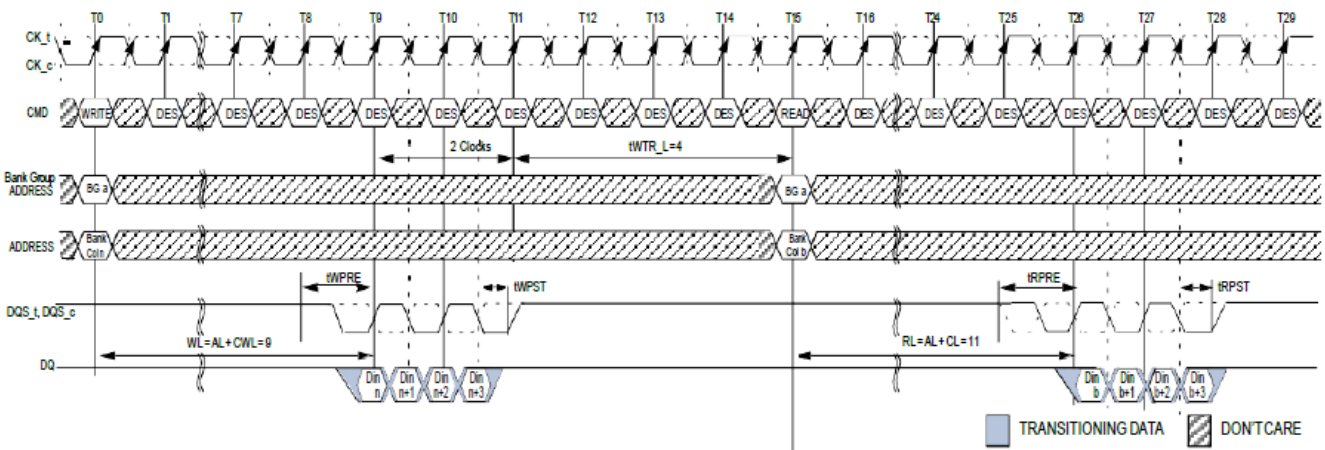 T0 T1 T7 T8 T9 T10 T11 T12 T13 T14 T15 T16 T24 T25 T26 T27 T28 T29
CK_t
CK_c
CMD WRITE DES DES DES DES DES DES DES DES DES READ DES DES DES DES DES DES DES
2 Clocks tWTR_L=4
Bank Group
ADDRESS BG a BG a
ADDRESS Bank Col n Bank Col b
tWPRE tWPST tRPRE tRPST
DQS_t, DQS_c
WL=AL+CWL=9 RL=AL+CL=11
DQ Din n Din n+1 Din n+2 Din n+3 Din b Din b+1 Din b+2 Din b+3
TRANSITIONING DATA DON'T CARE